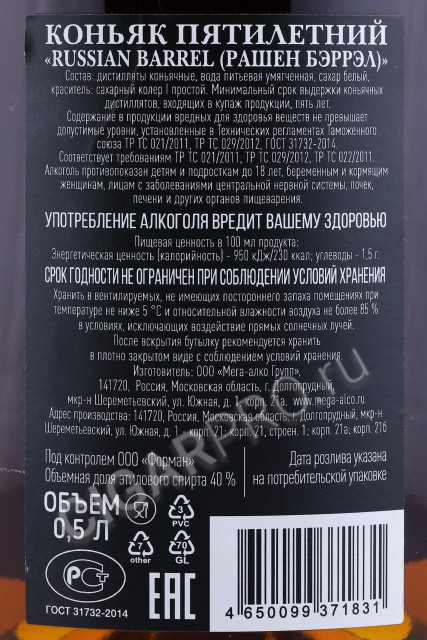 КОНЬЯК ПЯТИЛЕТНИЙ
«RUSSIAN BARREL (РАШЕН БЭРРЭЛ)»
Состав: дистилляты коньячные, вода питьевая умягченная, сахар белый,
краситель: сахарный колер I простой. Минимальный срок выдержки коньячных
дистиллятов, входящих в купаж продукции, пять лет.
Содержание в продукции вредных для здоровья веществ не превышает
допустимые уровни, установленные в Технических регламентах Таможенного
союза ТР ТС 021/2011, ТР ТС 029/2012, ГОСТ 31732-2014.
Соответствует требованиям ТР ТС 021/2011, ТР ТС 029/2012, ТР ТС 022/2011.
Алкоголь противопоказан детям и подросткам до 18 лет, беременным и кормящим
женщинам, лицам с заболеваниями центральной нервной системы, почек,
печени и других органов пищеварения.
УПОТРЕБЛЕНИЕ АЛКОГОЛЯ ВРЕДИТ ВАШЕМУ ЗДОРОВЬЮ
Пищевая ценность в 100 мл продукта:
Энергетическая ценность (калорийность) - 950 кДж/230 ккал; углеводы - 1,5 г.
СРОК ГОДНОСТИ НЕ ОГРАНИЧЕН ПРИ СОБЛЮДЕНИИ УСЛОВИЙ ХРАНЕНИЯ
Хранить в вентилируемых, не имеющих постороннего запаха помещениях при
температуре не ниже 5 °С и относительной влажности воздуха не более 85 %
в условиях, исключающих воздействие прямых солнечных лучей.
После вскрытия бутылку рекомендуется хранить
в плотно закрытом виде с соблюдением условий хранения.
Изготовитель: ООО «Мега-алко Групп»,
141720, Россия, Московская область, г. Долгопрудный,
мкр-н Шереметьевский, ул. Южная, д. 1, корп. 21а. www.mega-alco.ru
Адрес производства: 141720, Россия, Московская область, г.Долгопрудный, мкр-н
Шереметьевский, ул. Южная, д. 1 - корп. 21; корп. 21, строен. 1; корп. 21а; корп. 21б
Под контролем ООО «Форман»
Объемная доля этилового спирта 40 %
Дата розлива указана
на потребительской упаковке
ОБЪЕМ
0,5 Л
3
PVC
7
other
70
GL
РСТ
ГОСТ 31732-2014
ЕАС
4 650099 371831
CIGARPRO.ru